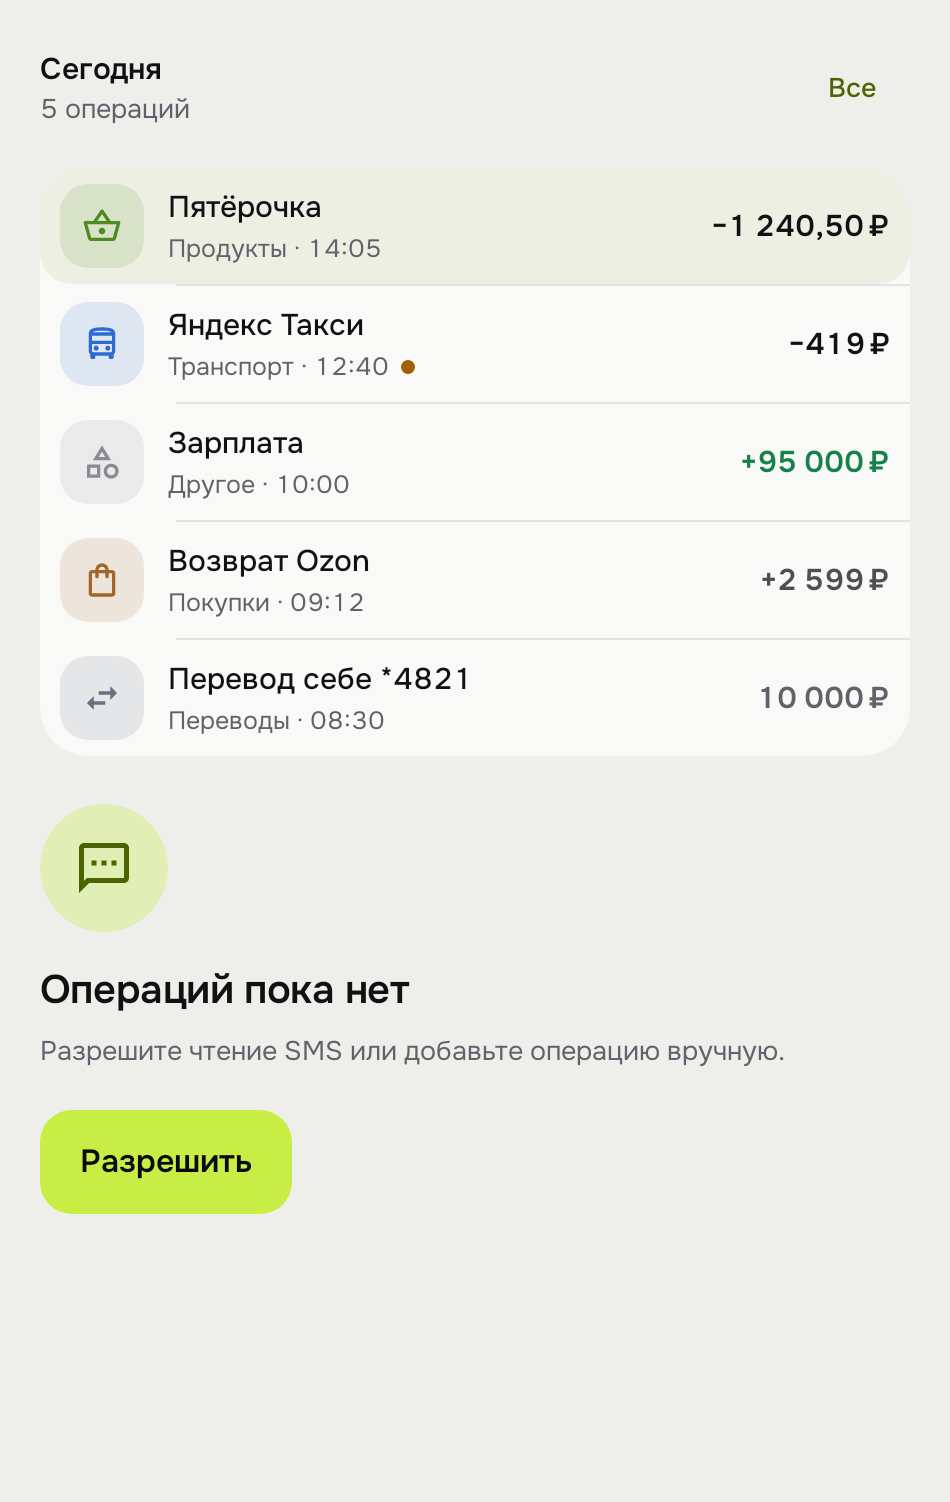 Сегодня
5 операций
Все
Пятёрочка
Продукты · 14:05
−1 240,50 ₽
Яндекс Такси
Транспорт · 12:40
−419 ₽
Зарплата
Другое · 10:00
+95 000 ₽
Возврат Ozon
Покупки · 09:12
+2 599 ₽
Перевод себе *4821
Переводы · 08:30
10 000 ₽
Операций пока нет
Разрешите чтение SMS или добавьте операцию вручную.
Разрешить